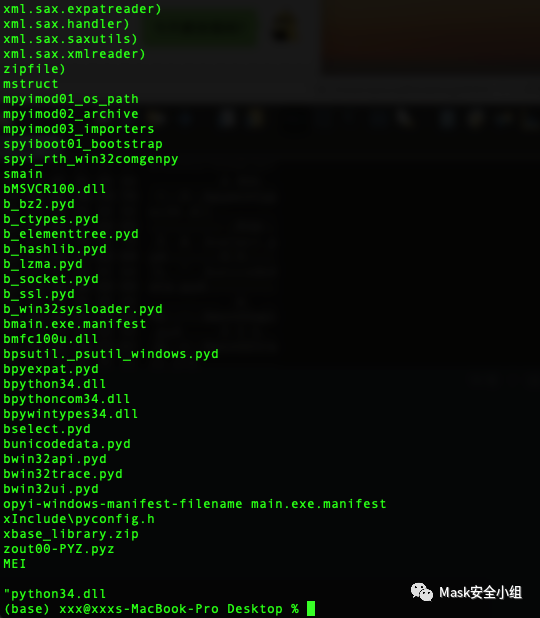 xml.sax.expatreader)
xml.sax.handler)
xml.sax.saxutils)
xml.sax.xmlreader)
zipfile)
mstruct
mpyimod01_os_path
mpyimod02_archive
mpyimod03_importers
spyiboot01_bootstrap
spyi_rth_win32comgenpy
smain
bMSVCR100.dll
b_bz2.pyd
b_ctypes.pyd
b_elementtree.pyd
b_hashlib.pyd
b_lzma.pyd
b_socket.pyd
b_ssl.pyd
b_win32sysloader.pyd
bmain.exe.manifest
bmfc100u.dll
bpsutil._psutil_windows.pyd
bpyexpat.pyd
bpython34.dll
bpythoncom34.dll
bpywintypes34.dll
bselect.pyd
bunicodedata.pyd
bwin32api.pyd
bwin32trace.pyd
bwin32ui.pyd
opyi-windows-manifest-filename main.exe.manifest
xInclude\pyconfig.h
xbase_library.zip
zout00-PYZ.pyz
MEI
"python34.dll
(base) xxx@xxxs-MacBook-Pro Desktop %
Mask安全小组